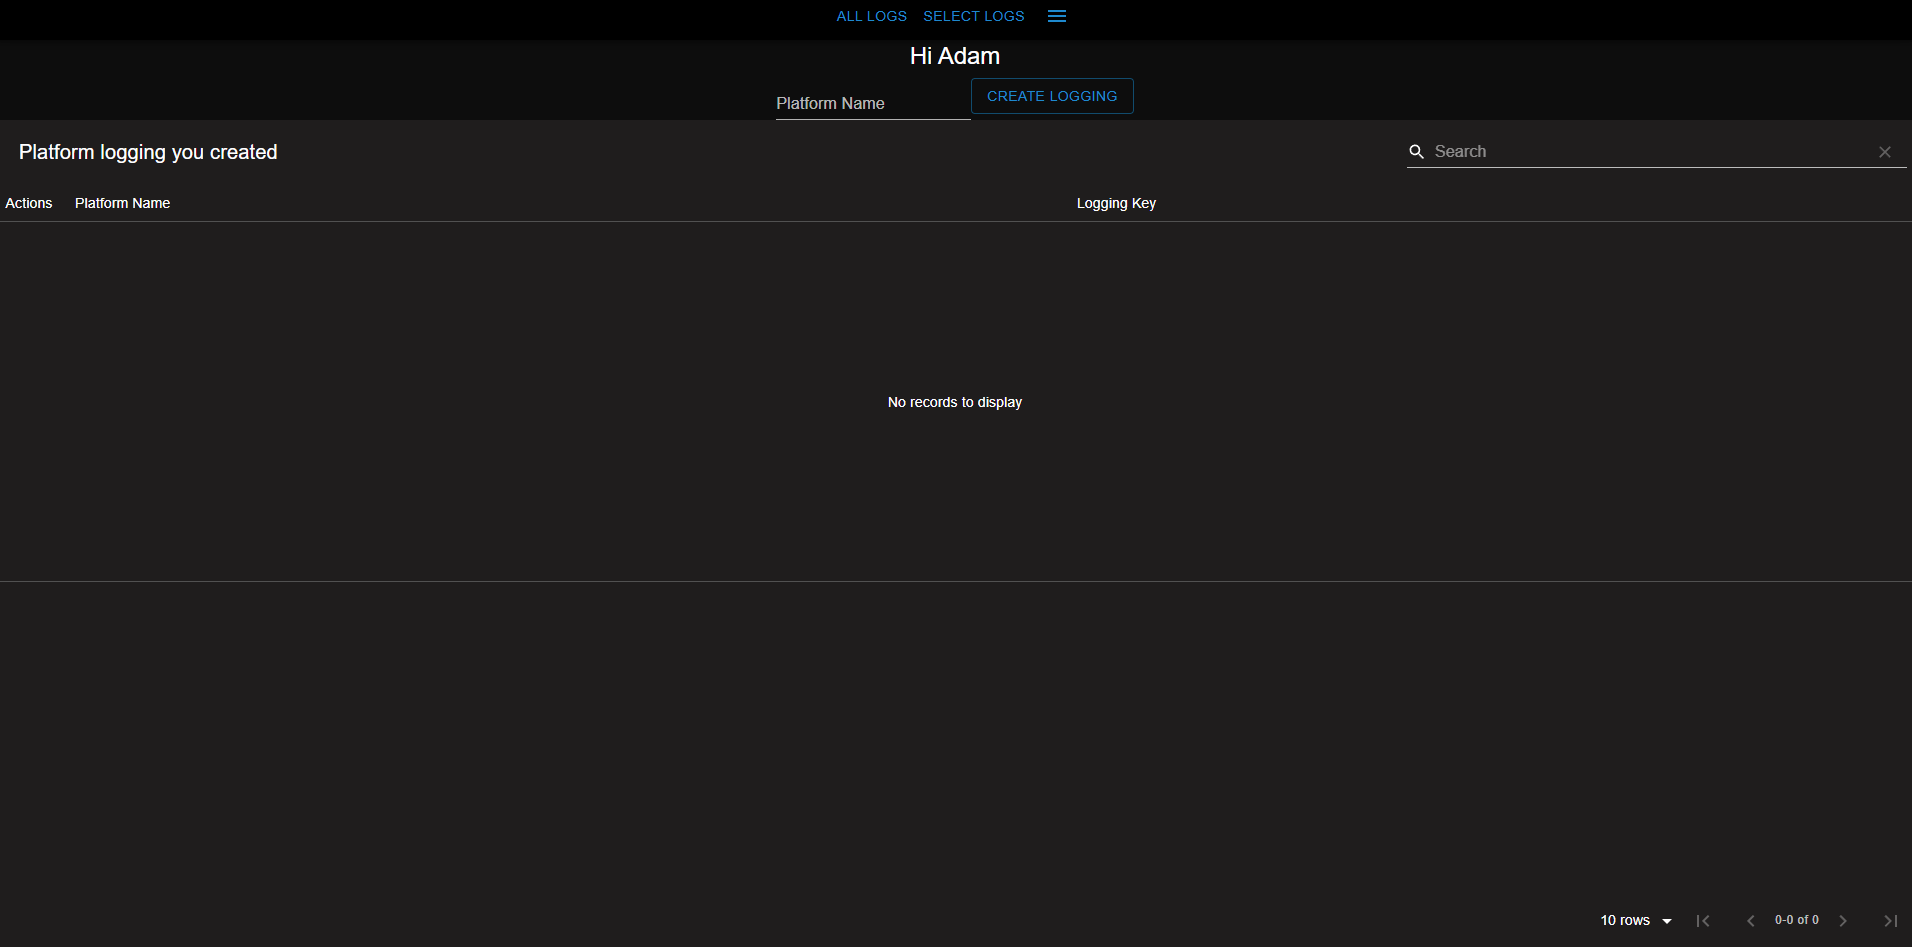 ALL LOGS SELECT LOGS
Hi Adam
Platform Name CREATE LOGGING
Platform logging you created Search
Actions Platform Name Logging Key
No records to display
10 rows 0-0 of 0